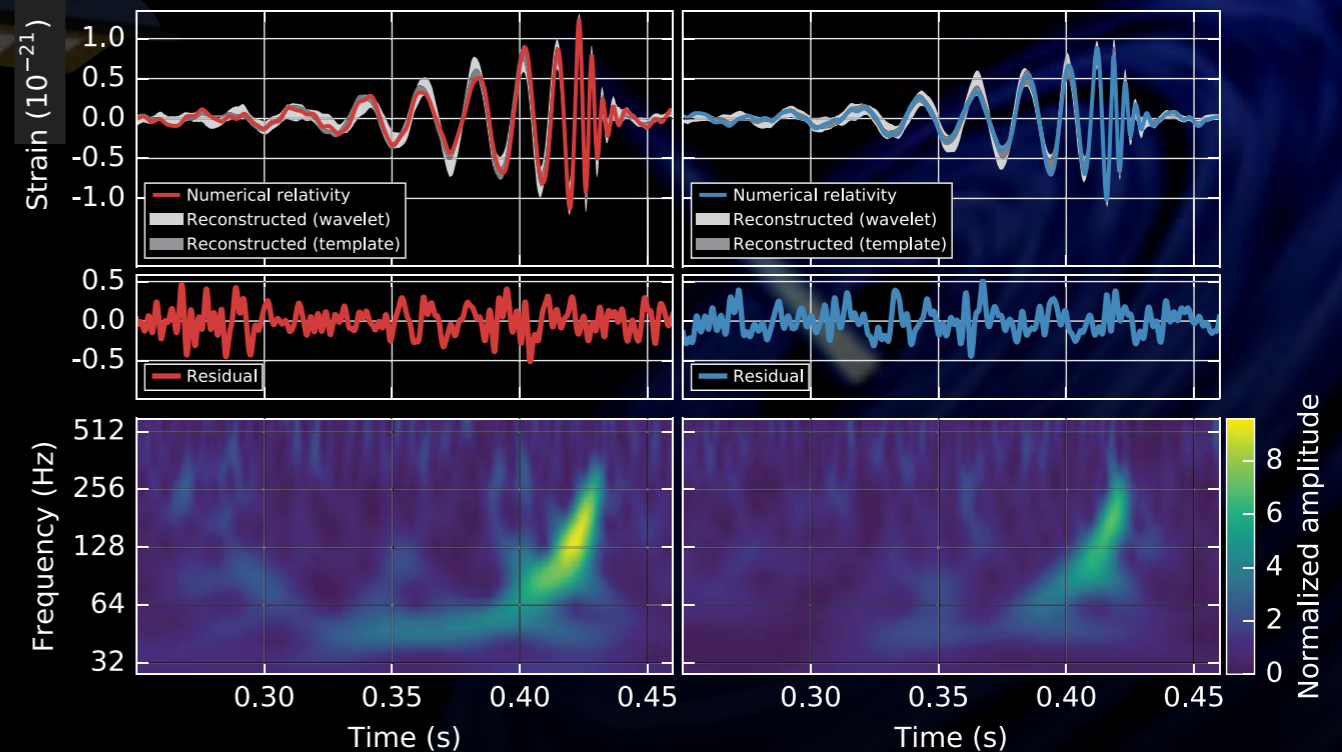 Strain (10⁻²¹)
1.0
0.5
0.0
-0.5
-1.0
Numerical relativity
Reconstructed (wavelet)
Reconstructed (template)
Numerical relativity
Reconstructed (wavelet)
Reconstructed (template)
0.5
0.0
-0.5
Residual
Residual
Frequency (Hz)
512
256
128
64
32
0.30 0.35 0.40 0.45
Time (s)
0.30 0.35 0.40 0.45
Time (s)
8
6
4
2
0
Normalized amplitude